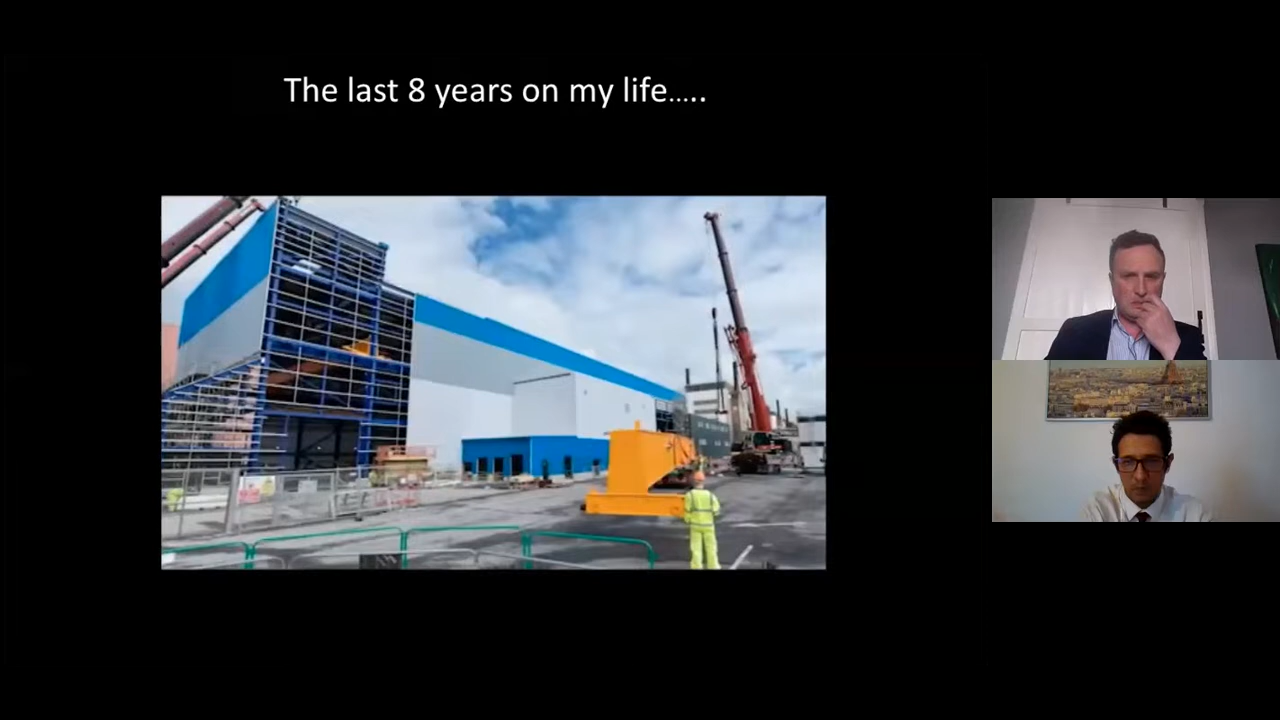 The last 8 years on my life…..